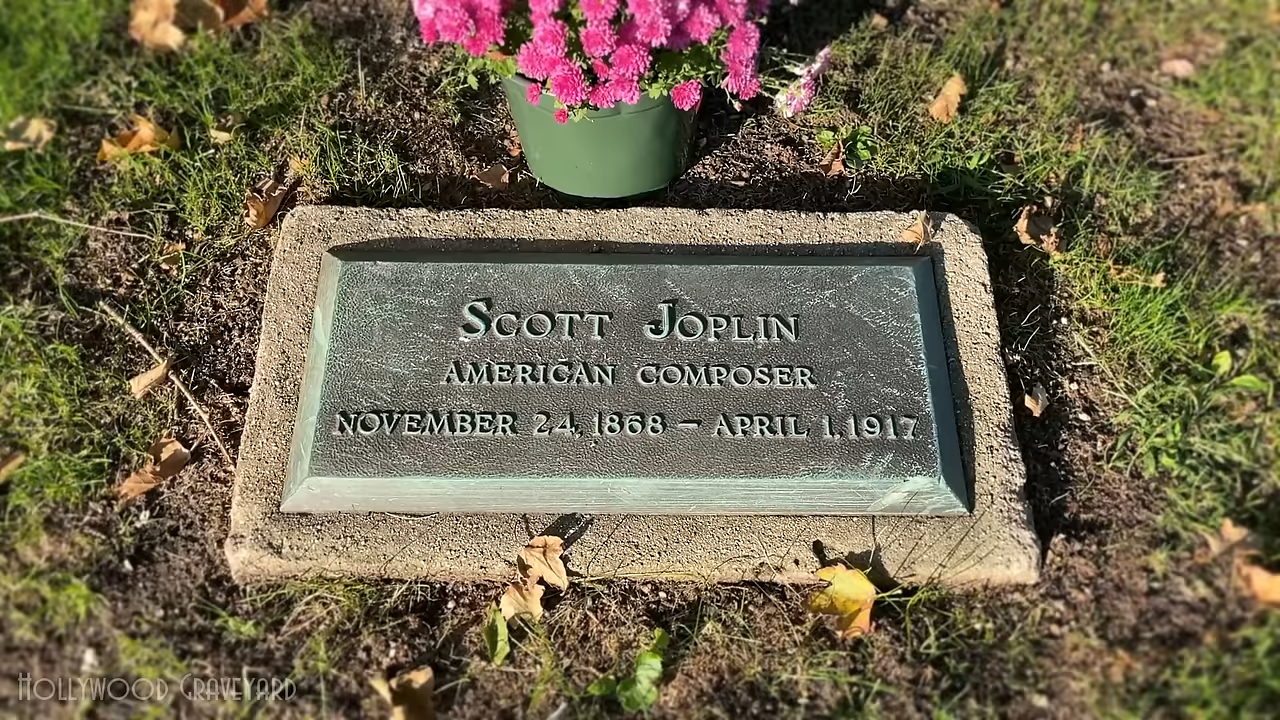 Scott Joplin
American Composer
November 24, 1868 – April 1, 1917
Hollywood Graveyard